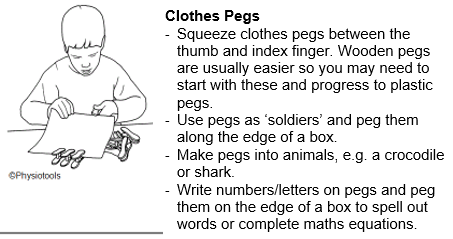 Clothes Pegs
- Squeeze clothes pegs between the
thumb and index finger. Wooden pegs
are usually easier so you may need to
start with these and progress to plastic
pegs.
- Use pegs as ‘soldiers’ and peg them
along the edge of a box.
- Make pegs into animals, e.g. a crocodile
or shark.
- Write numbers/letters on pegs and peg
them on the edge of a box to spell out
words or complete maths equations.
©Physiotools